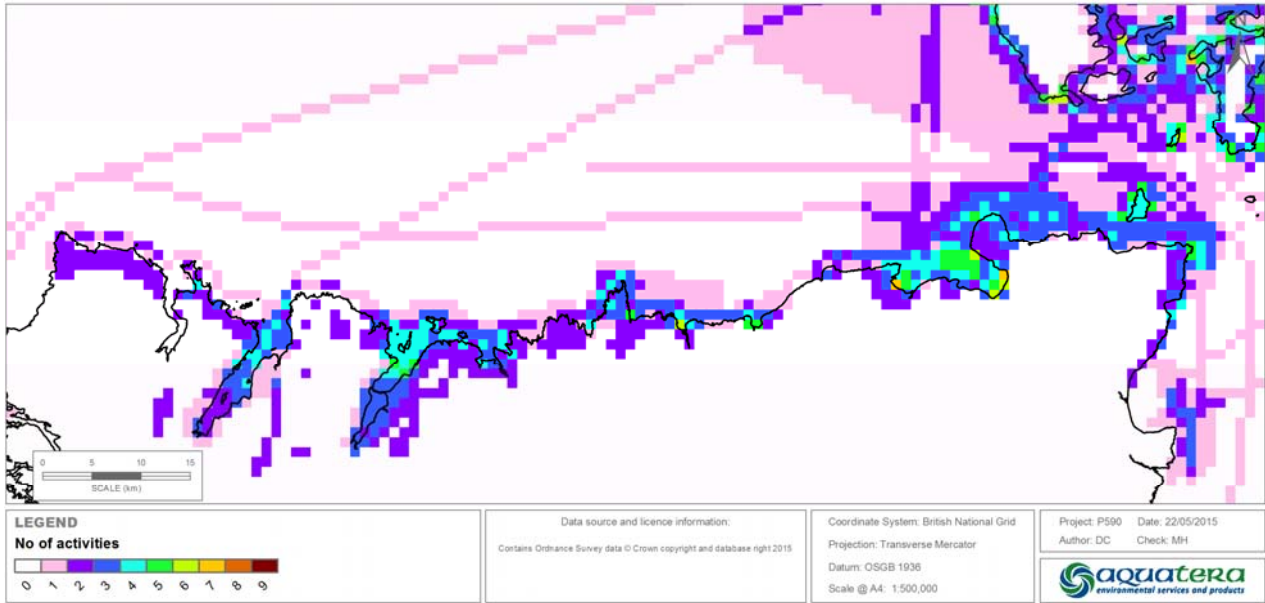 0 5 10 15
SCALE (km)
LEGEND
No of activities
0 1 2 3 4 5 6 7 8 9
Data source and licence information:
Contains Ordnance Survey data © Crown copyright and database right 2015
Coordinate System: British National Grid
Projection: Transverse Mercator
Datum: OSGB 1936
Scale @ A4: 1:500,000
Project: P590 Date: 22/05/2015
Author: DC Check: MH
aquatera
environmental services and products